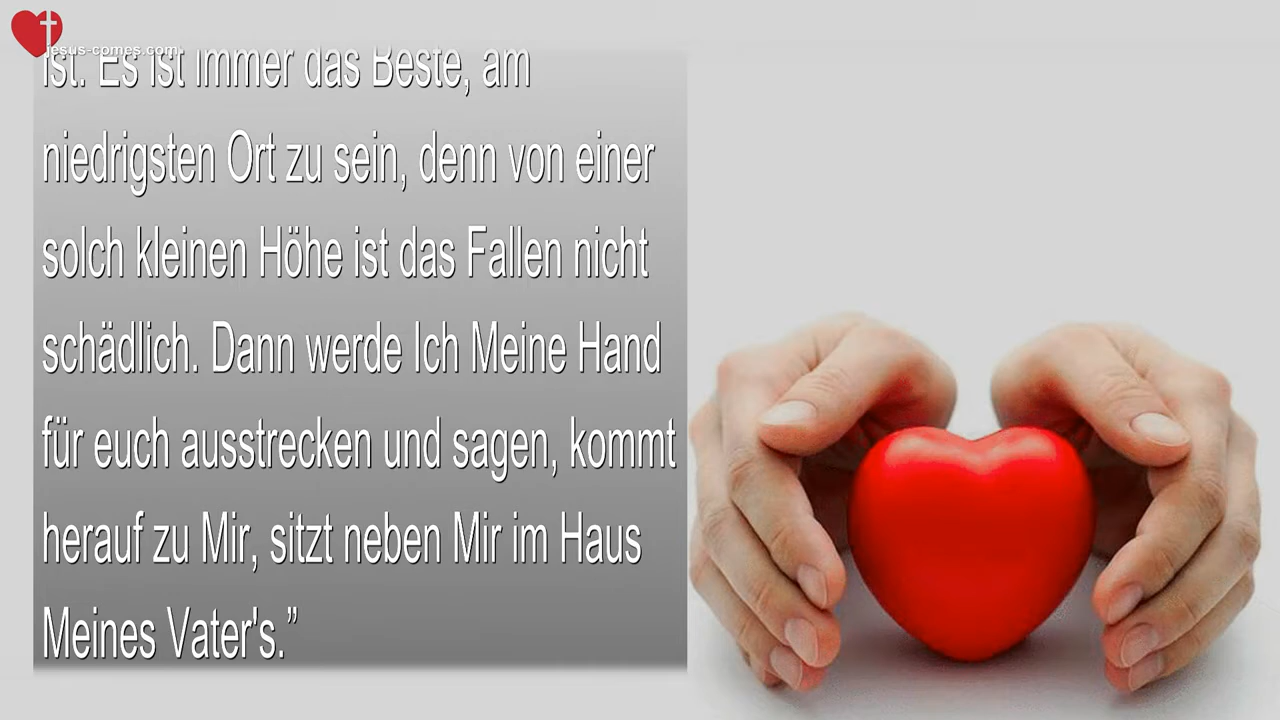 jesus-comes.com
ist. Es ist immer das Beste, am
niedrigsten Ort zu sein, denn von einer
solch kleinen Höhe ist das Fallen nicht
schädlich. Dann werde Ich Meine Hand
für euch ausstrecken und sagen, kommt
herauf zu Mir, sitzt neben Mir im Haus
Meines Vater's.”